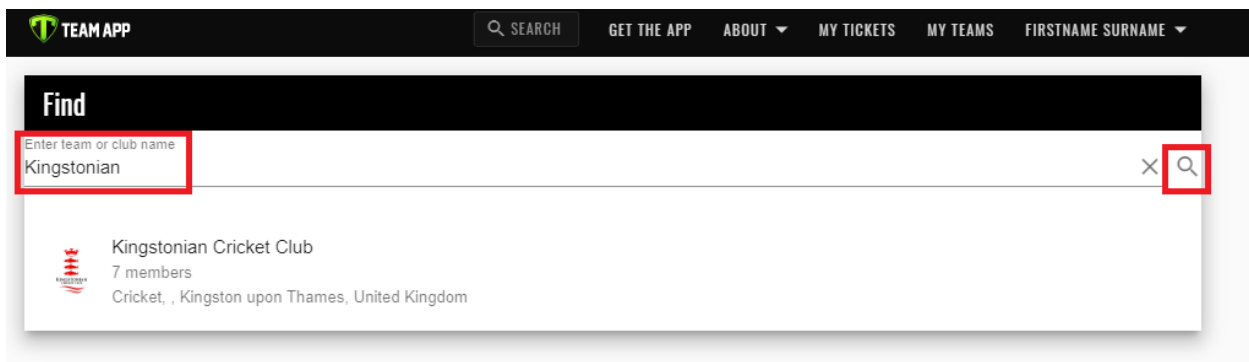 TEAM APP
SEARCH GET THE APP ABOUT MY TICKETS MY TEAMS FIRSTNAME SURNAME
Find
Enter team or club name
Kingstonian
Kingstonian Cricket Club
7 members
Cricket, , Kingston upon Thames, United Kingdom